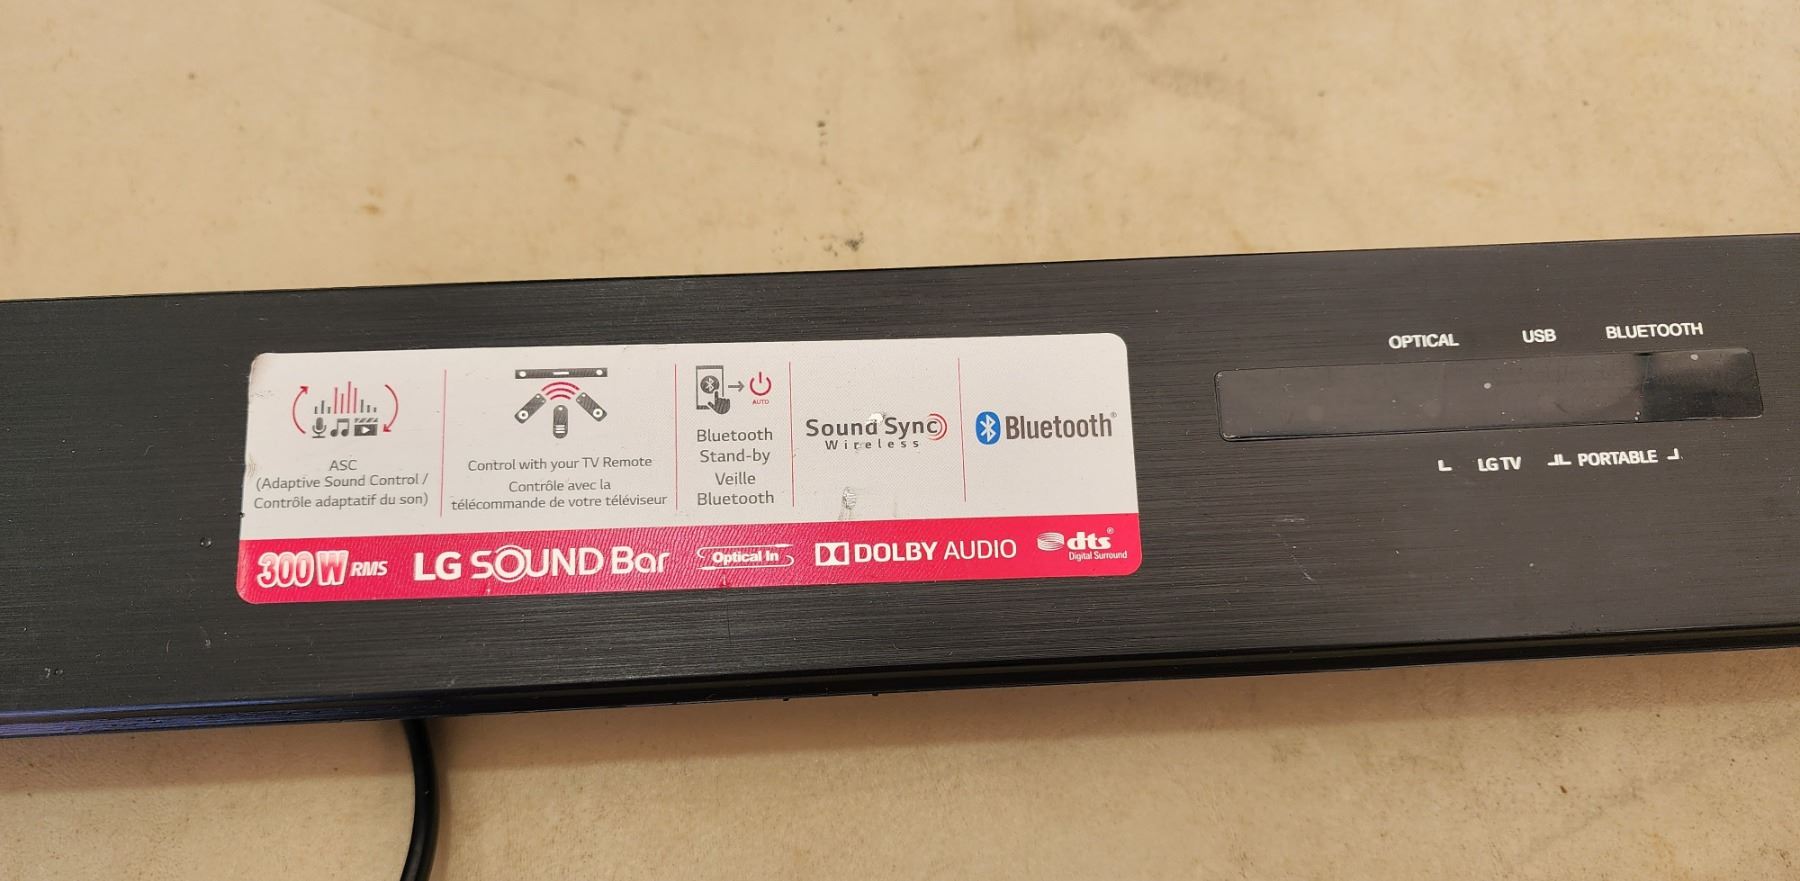 OPTICAL USB BLUETOOTH
L LG TV ⅃L PORTABLE ⅃
ASC
(Adaptive Sound Control /
Contrôle adaptatif du son)
Control with your TV Remote
Contrôle avec la
télécommande de votre téléviseur
AUTO
Bluetooth
Stand-by
Veille
Bluetooth
Sound Sync
Wireless
Bluetooth®
300W RMS LG SOUND Bar Optical In DOLBY AUDIO dts®
Digital Surround